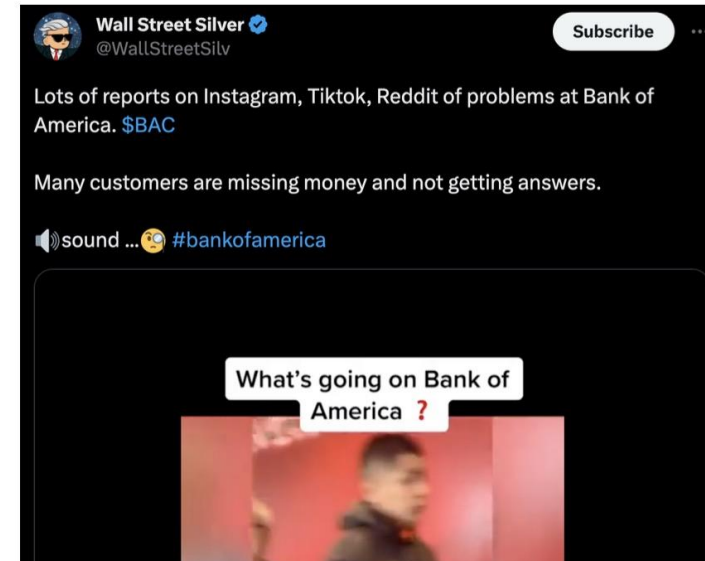 Wall Street Silver
Subscribe
@WallStreetSilv
Lots of reports on Instagram, Tiktok, Reddit of problems at Bank of
America. $BAC
Many customers are missing money and not getting answers.
🔊sound ...🧐 #bankofamerica
What's going on Bank of
America ❓